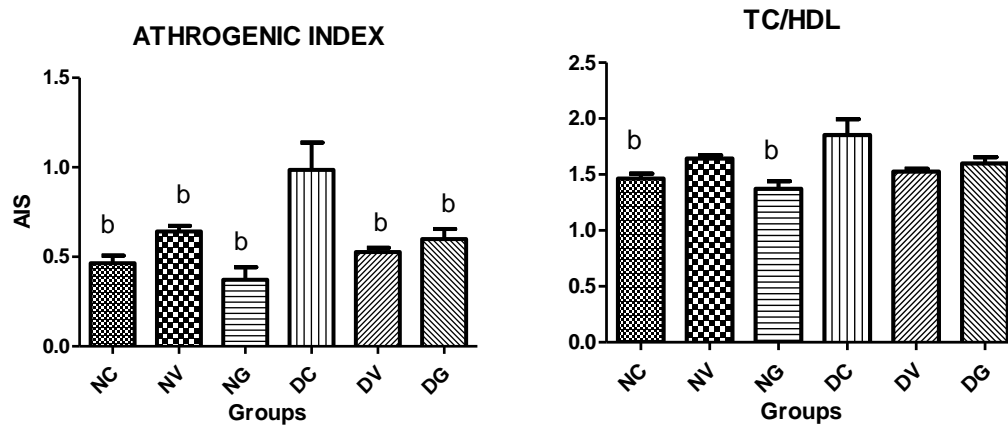 ATHROGENIC INDEX
1.5
1.0
0.5
0.0
AIS
b
b
b
b
b
NC
NV
NG
DC
DV
DG
Groups
TC/HDL
2.5
2.0
1.5
1.0
0.5
0.0
b
b
NC
NV
NG
DC
DV
DG
Groups